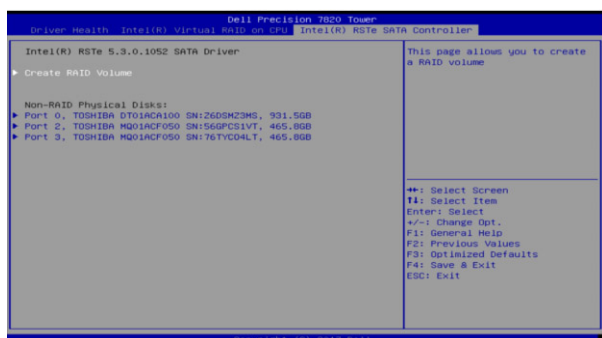 Dell Precision 7820 Tower
Driver Health Intel(R) Virtual RAID on CPU Intel(R) RSTe SATA Controller
Intel(R) RSTe 5.3.0.1052 SATA Driver
Create RAID Volume
Non-RAID Physical Disks:
Port 0, TOSHIBA DT01ACA100 SN:Z6DSMZ3MS, 931.5GB
Port 2, TOSHIBA MQ01ACF050 SN:56GPCS1VT, 465.8GB
Port 3, TOSHIBA MQ01ACF050 SN:76TYCD4LT, 465.8GB
This page allows you to create
a RAID volume
→←: Select Screen
↑↓: Select Item
Enter: Select
+/-: Change Opt.
F1: General Help
F2: Previous Values
F3: Optimized Defaults
F4: Save & Exit
ESC: Exit